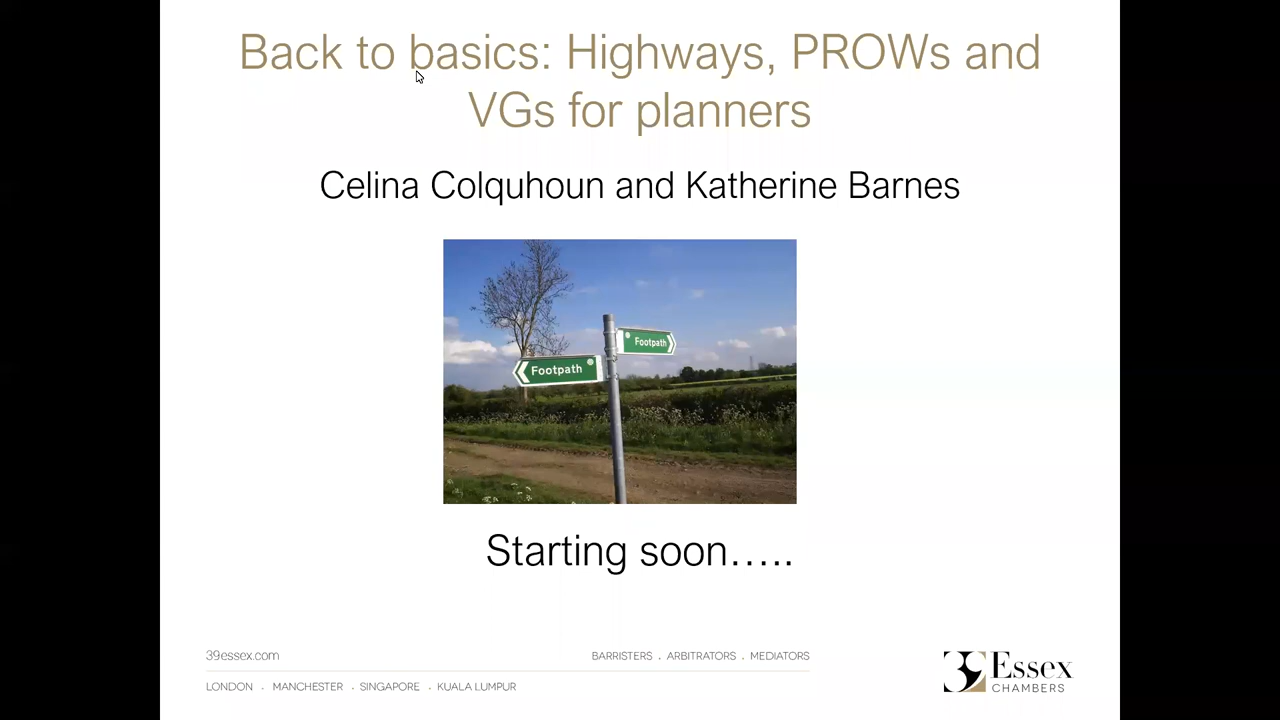 Back to basics: Highways, PROWs and
VGs for planners
Celina Colquhoun and Katherine Barnes
Footpath
Footpath
Starting soon…..
39essex.com
BARRISTERS . ARBITRATORS . MEDIATORS
LONDON . MANCHESTER . SINGAPORE . KUALA LUMPUR
39 Essex
CHAMBERS